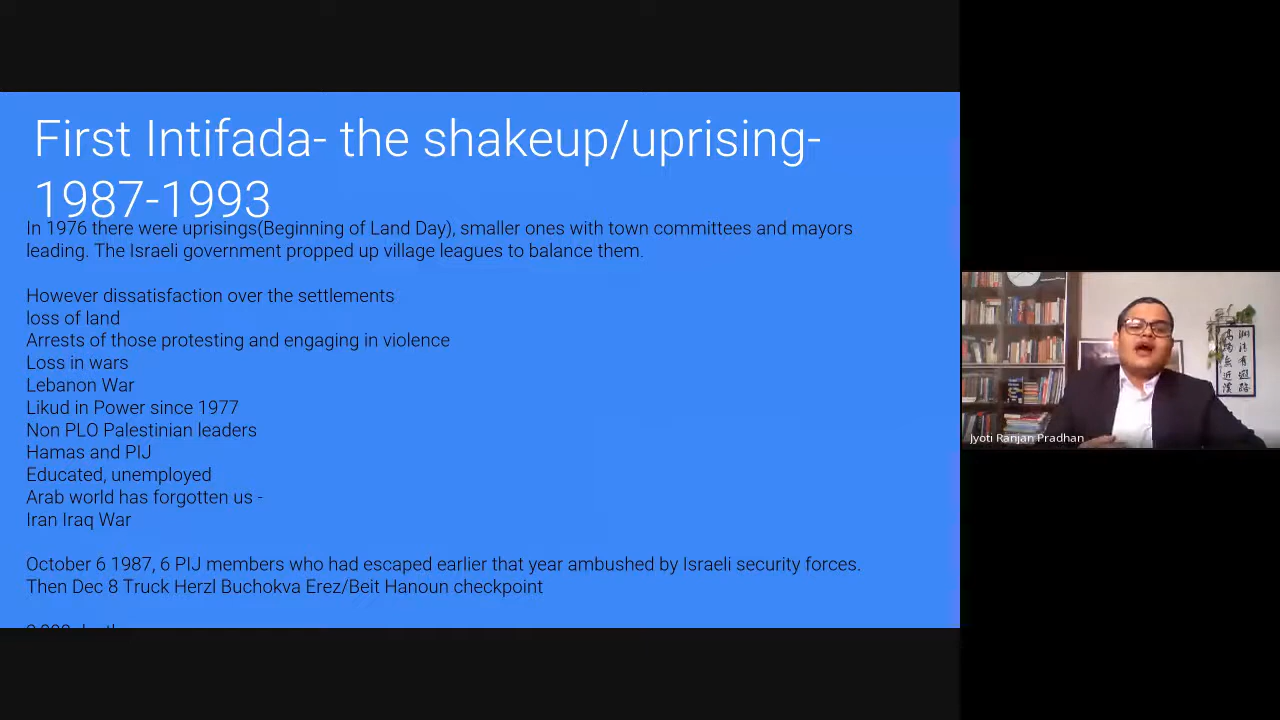 First Intifada- the shakeup/uprising-
1987-1993
In 1976 there were uprisings(Beginning of Land Day), smaller ones with town committees and mayors
leading. The Israeli government propped up village leagues to balance them.
However dissatisfaction over the settlements
loss of land
Arrests of those protesting and engaging in violence
Loss in wars
Lebanon War
Likud in Power since 1977
Non PLO Palestinian leaders
Hamas and PIJ
Educated, unemployed
Arab world has forgotten us -
Iran Iraq War
October 6 1987, 6 PIJ members who had escaped earlier that year ambushed by Israeli security forces.
Then Dec 8 Truck Herzl Buchokva Erez/Beit Hanoun checkpoint
Jyoti Ranjan Pradhan